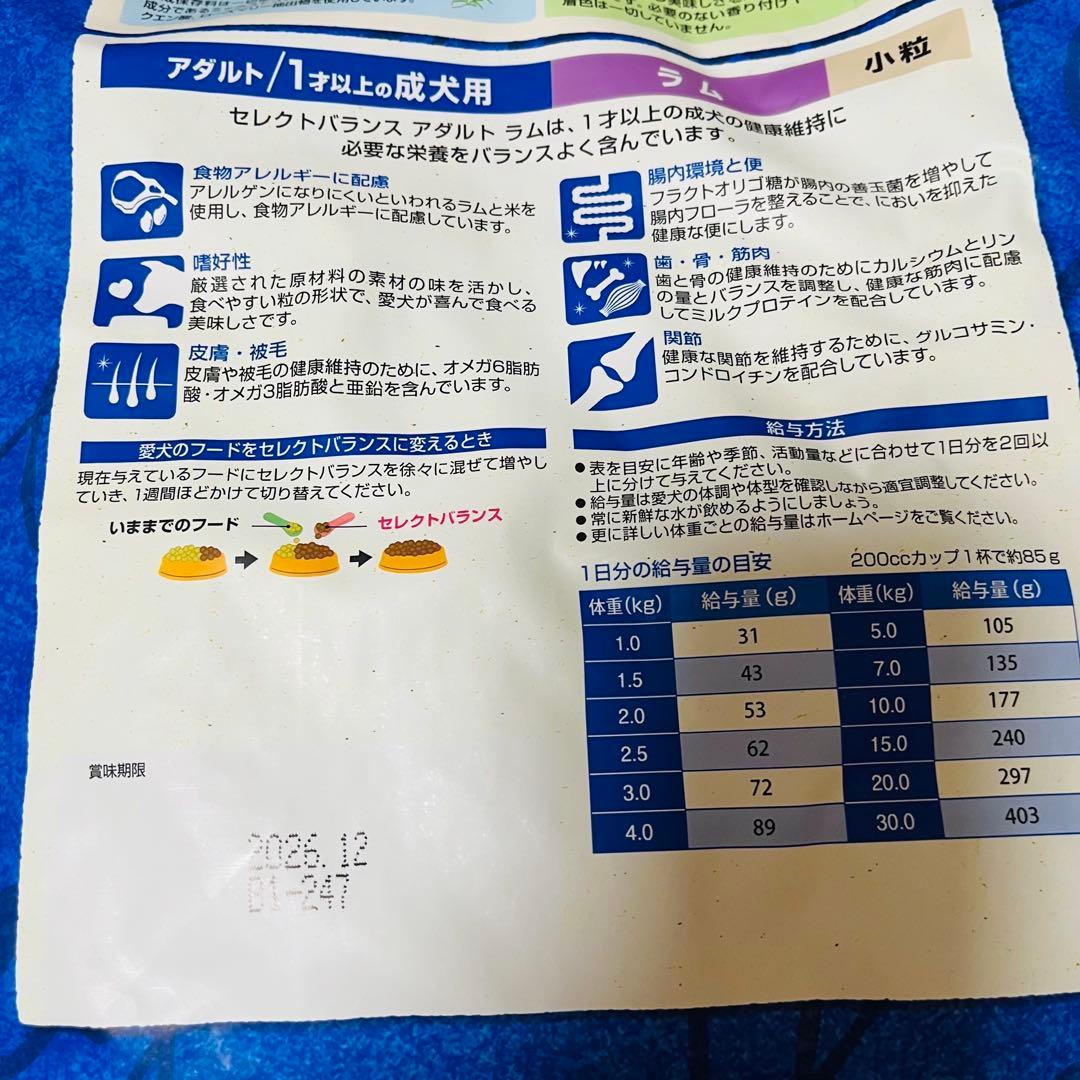 成分である
クエン酸
着色は一切していません。
アダルト/1才以上の成犬用
ラム
小粒
セレクトバランス アダルト ラムは、1才以上の成犬の健康維持に
必要な栄養をバランスよく含んでいます。
食物アレルギーに配慮
アレルゲンになりにくいといわれるラムと米を
使用し、食物アレルギーに配慮しています。
嗜好性
厳選された原材料の素材の味を活かし、
食べやすい粒の形状で、愛犬が喜んで食べる
美味しさです。
皮膚・被毛
皮膚や被毛の健康維持のために、オメガ6脂肪
酸・オメガ3脂肪酸と亜鉛を含んでいます。
腸内環境と便
フラクトオリゴ糖が腸内の善玉菌を増やして
腸内フローラを整えることで、においを抑えた
健康な便にします。
歯・骨・筋肉
歯と骨の健康維持のためにカルシウムとリン
の量とバランスを調整し、健康な筋肉に配慮
してミルクプロテインを配合しています。
関節
健康な関節を維持するために、グルコサミン・
コンドロイチンを配合しています。
愛犬のフードをセレクトバランスに変えるとき
現在与えているフードにセレクトバランスを徐々に混ぜて増やし
ていき、1週間ほどかけて切り替えてください。
いままでのフード
セレクトバランス
給与方法
●表を目安に年齢や季節、活動量などに合わせて1日分を2回以
上に分けて与えてください。
●給与量は愛犬の体調や体型を確認しながら適宜調整してください。
●常に新鮮な水が飲めるようにしましょう。
●更に詳しい体重ごとの給与量はホームページをご覧ください。
1日分の給与量の目安 200ccカップ1杯で約85g
体重(kg) 給与量(g) 体重(kg) 給与量(g)
1.0 31 5.0 105
1.5 43 7.0 135
2.0 53 10.0 177
2.5 62 15.0 240
3.0 72 20.0 297
4.0 89 30.0 403
賞味期限
2026.12
B1-247